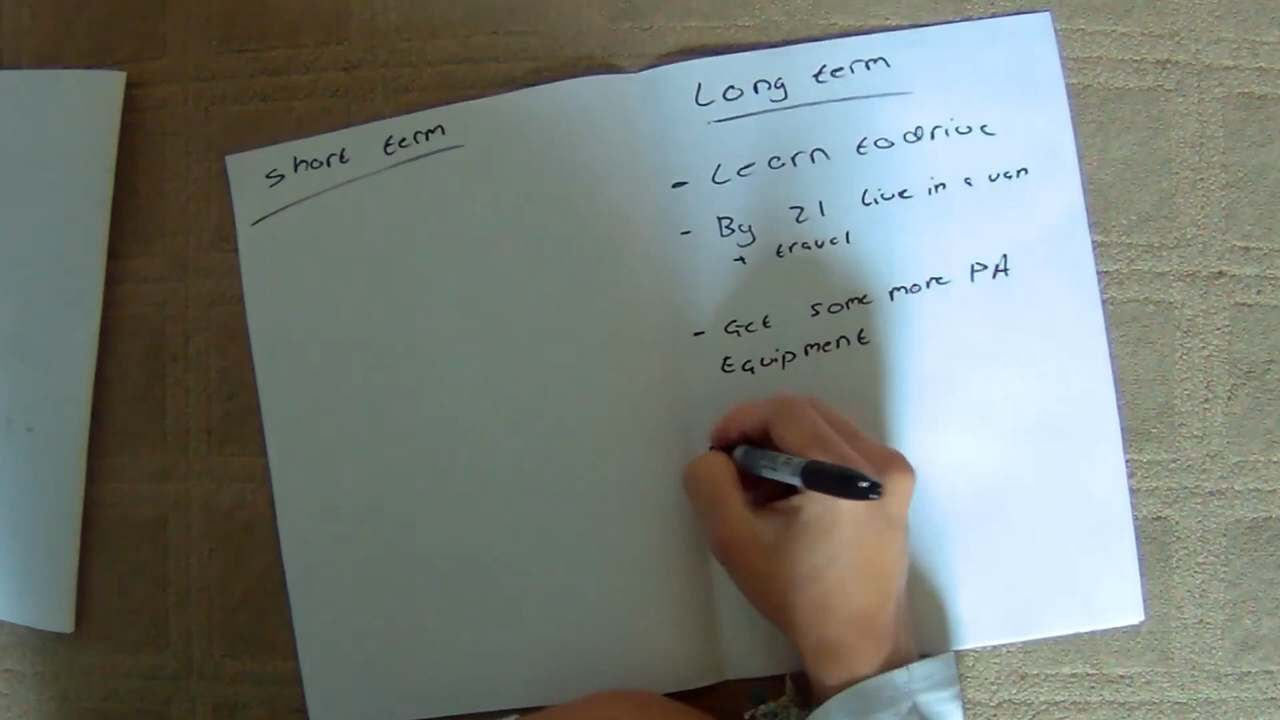 Short term
Long term
- Learn to drive
- By 21 live in a van
+ travel
- Get some more PA
Equipment